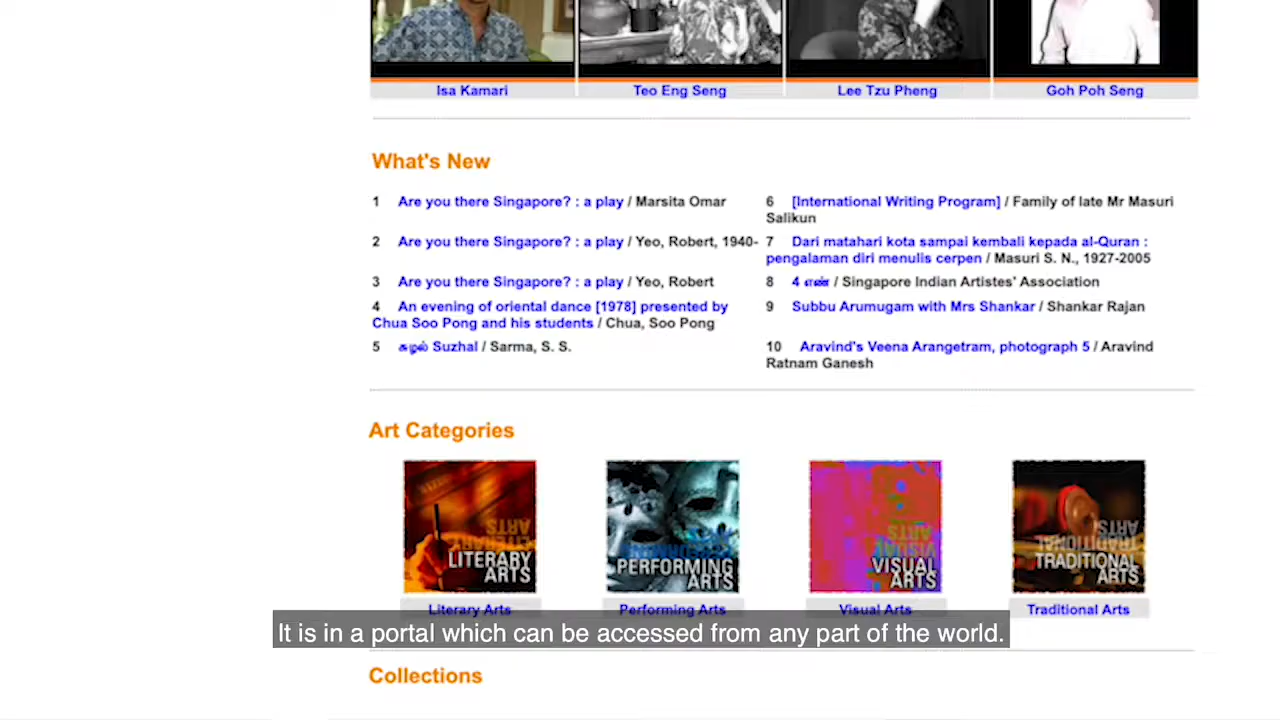 Isa Kamari
Teo Eng Seng
Lee Tzu Pheng
Goh Poh Seng
What's New
1 Are you there Singapore? : a play / Marsita Omar
2 Are you there Singapore? : a play / Yeo, Robert, 1940-
3 Are you there Singapore? : a play / Yeo, Robert
4 An evening of oriental dance [1978] presented by
Chua Soo Pong and his students / Chua, Soo Pong
5 சுழல் Suzhal / Sarma, S. S.
6 [International Writing Program] / Family of late Mr Masuri
Salikun
7 Dari matahari kota sampai kembali kepada al-Quran :
pengalaman diri menulis cerpen / Masuri S. N., 1927-2005
8 4 எண் / Singapore Indian Artistes' Association
9 Subbu Arumugam with Mrs Shankar / Shankar Rajan
10 Aravind's Veena Arangetram, photograph 5 / Aravind
Ratnam Ganesh
Art Categories
LITERARY
ARTS
PERFORMING
ARTS
VISUAL
ARTS
TRADITIONAL
ARTS
Literary Arts
Performing Arts
Visual Arts
Traditional Arts
It is in a portal which can be accessed from any part of the world.
Collections